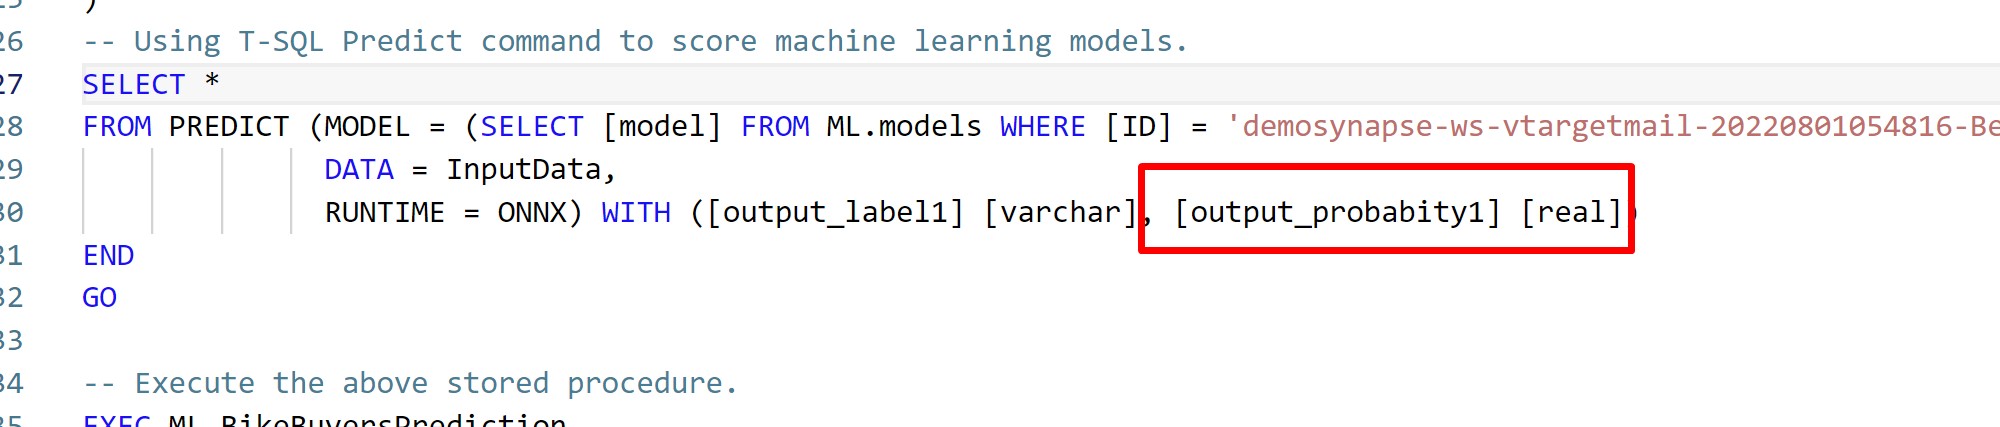 )
26 -- Using T-SQL Predict command to score machine learning models.
27 SELECT *
28 FROM PREDICT (MODEL = (SELECT [model] FROM ML.models WHERE [ID] = 'demosynapse-ws-vtargetmail-20220801054816-Be
29 DATA = InputData,
30 RUNTIME = ONNX) WITH ([output_label1] [varchar], [output_probabity1] [real])
31 END
32 GO
33
34 -- Execute the above stored procedure.
35 EXEC ML.BikeBuyersPrediction